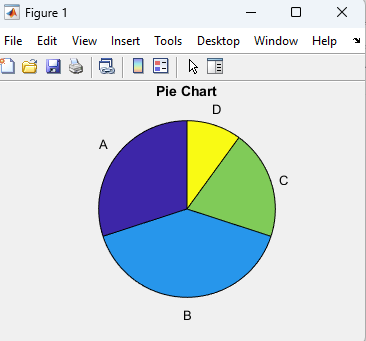 Figure 1
File Edit View Insert Tools Desktop Window Help
Pie Chart
D
A
C
B